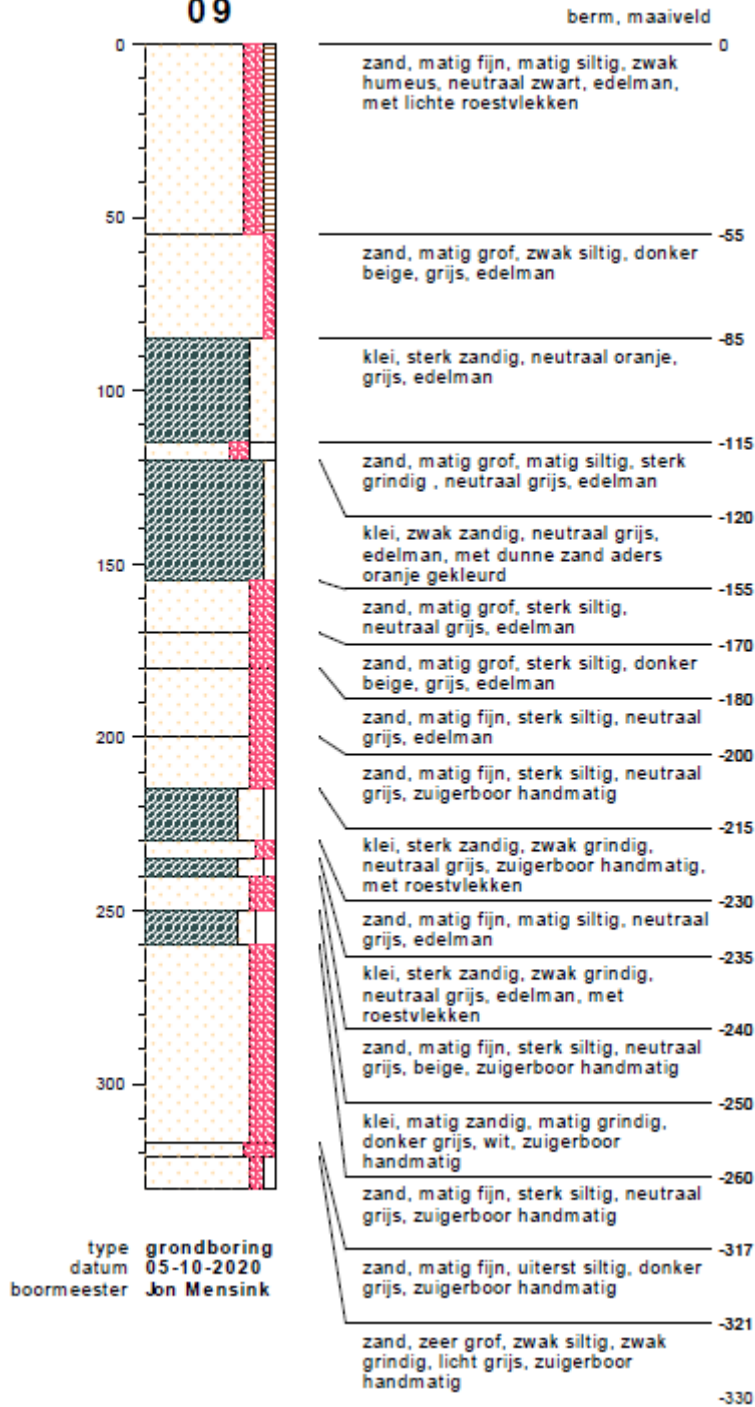 09
berm, maaiveld
0
0
zand, matig fijn, matig siltig, zwak
humeus, neutraal zwart, edelman,
met lichte roestvlekken
50
-55
zand, matig grof, zwak siltig, donker
beige, grijs, edelman
-85
klei, sterk zandig, neutraal oranje,
grijs, edelman
100
-115
zand, matig grof, matig siltig, sterk
grindig , neutraal grijs, edelman
-120
klei, zwak zandig, neutraal grijs,
edelman, met dunne zand aders
oranje gekleurd
150
-155
zand, matig grof, sterk siltig,
neutraal grijs, edelman
-170
zand, matig grof, sterk siltig, donker
beige, grijs, edelman
-180
zand, matig fijn, sterk siltig, neutraal
grijs, edelman
200
-200
zand, matig fijn, sterk siltig, neutraal
grijs, zuigerboor handmatig
-215
klei, sterk zandig, zwak grindig,
neutraal grijs, zuigerboor handmatig,
met roestvlekken
-230
zand, matig fijn, matig siltig, neutraal
grijs, edelman
250
-235
klei, sterk zandig, zwak grindig,
neutraal grijs, edelman, met
roestvlekken
-240
zand, matig fijn, sterk siltig, neutraal
grijs, beige, zuigerboor handmatig
300
-250
klei, matig zandig, matig grindig,
donker grijs, wit, zuigerboor
handmatig
-260
zand, matig fijn, sterk siltig, neutraal
grijs, zuigerboor handmatig
-317
zand, matig fijn, uiterst siltig, donker
grijs, zuigerboor handmatig
-321
zand, zeer grof, zwak siltig, zwak
grindig, licht grijs, zuigerboor
handmatig
-330
type grondboring
datum 05-10-2020
boormeester Jon Mensink